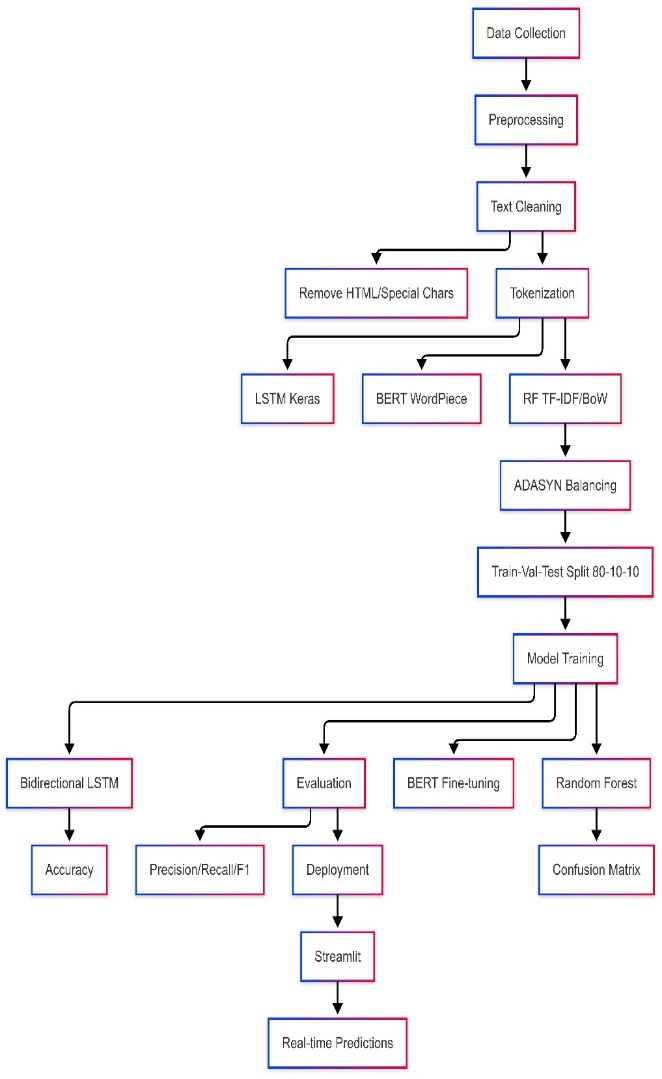 Data Collection
Preprocessing
Text Cleaning
Remove HTML/Special Chars
Tokenization
LSTM Keras
BERT WordPiece
RF TF-IDF/BoW
ADASYN Balancing
Train-Val-Test Split 80-10-10
Model Training
Bidirectional LSTM
Evaluation
BERT Fine-tuning
Random Forest
Accuracy
Precision/Recall/F1
Deployment
Confusion Matrix
Streamlit
Real-time Predictions